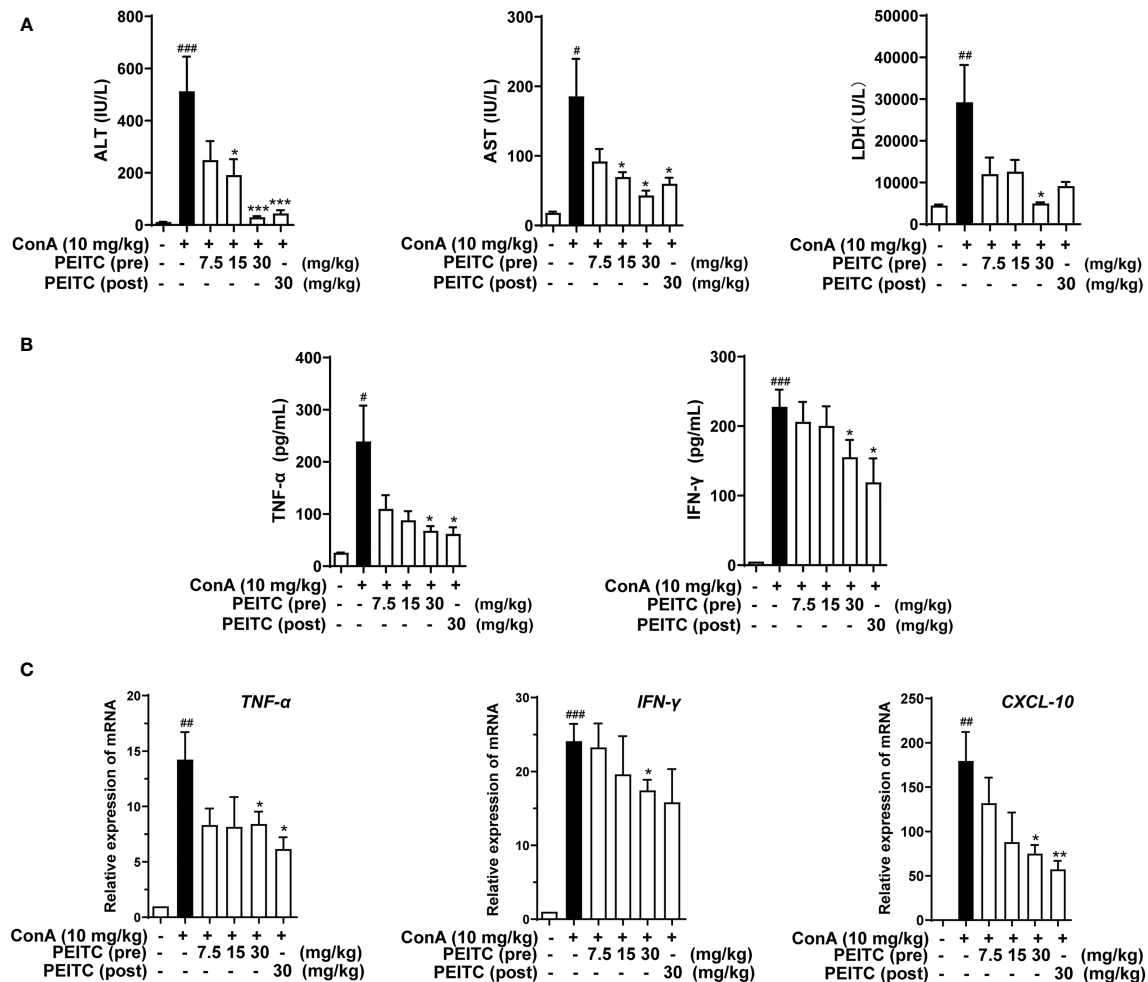 A
ALT (IU/L)
800
600
400
200
0
###
*
***
***
ConA (10 mg/kg) - + + + + +
PEITC (pre) - - 7.5 15 30 - (mg/kg)
PEITC (post) - - - - - 30 (mg/kg)
AST (IU/L)
300
200
100
0
#
*
*
*
ConA (10 mg/kg) - + + + + +
PEITC (pre) - - 7.5 15 30 - (mg/kg)
PEITC (post) - - - - - 30 (mg/kg)
LDH (U/L)
50000
40000
30000
20000
10000
0
##
*
ConA (10 mg/kg) - + + + + +
PEITC (pre) - - 7.5 15 30 - (mg/kg)
PEITC (post) - - - - - 30 (mg/kg)
B
TNF-α (pg/mL)
400
300
200
100
0
#
*
*
ConA (10 mg/kg) - + + + + +
PEITC (pre) - - 7.5 15 30 - (mg/kg)
PEITC (post) - - - - - 30 (mg/kg)
IFN-γ (pg/mL)
300
200
100
0
###
*
*
ConA (10 mg/kg) - + + + + +
PEITC (pre) - - 7.5 15 30 - (mg/kg)
PEITC (post) - - - - - 30 (mg/kg)
C
TNF-α
Relative expression of mRNA
20
15
10
5
0
##
*
*
ConA (10 mg/kg) - + + + + +
PEITC (pre) - - 7.5 15 30 - (mg/kg)
PEITC (post) - - - - - 30 (mg/kg)
IFN-γ
Relative expression of mRNA
30
20
10
0
###
*
ConA (10 mg/kg) - + + + + +
PEITC (pre) - - 7.5 15 30 - (mg/kg)
PEITC (post) - - - - - 30 (mg/kg)
CXCL-10
Relative expression of mRNA
250
200
150
100
50
0
##
*
**
ConA (10 mg/kg) - + + + + +
PEITC (pre) - - 7.5 15 30 - (mg/kg)
PEITC (post) - - - - - 30 (mg/kg)